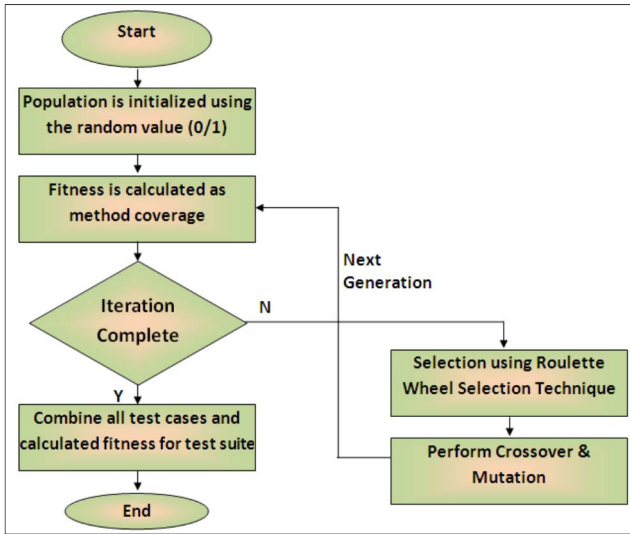 Start
Population is initialized using
the random value (0/1)
Fitness is calculated as
method coverage
Next
Generation
Iteration
Complete
N
Selection using Roulette
Wheel Selection Technique
Y
Combine all test cases and
calculated fitness for test suite
Perform Crossover &
Mutation
End